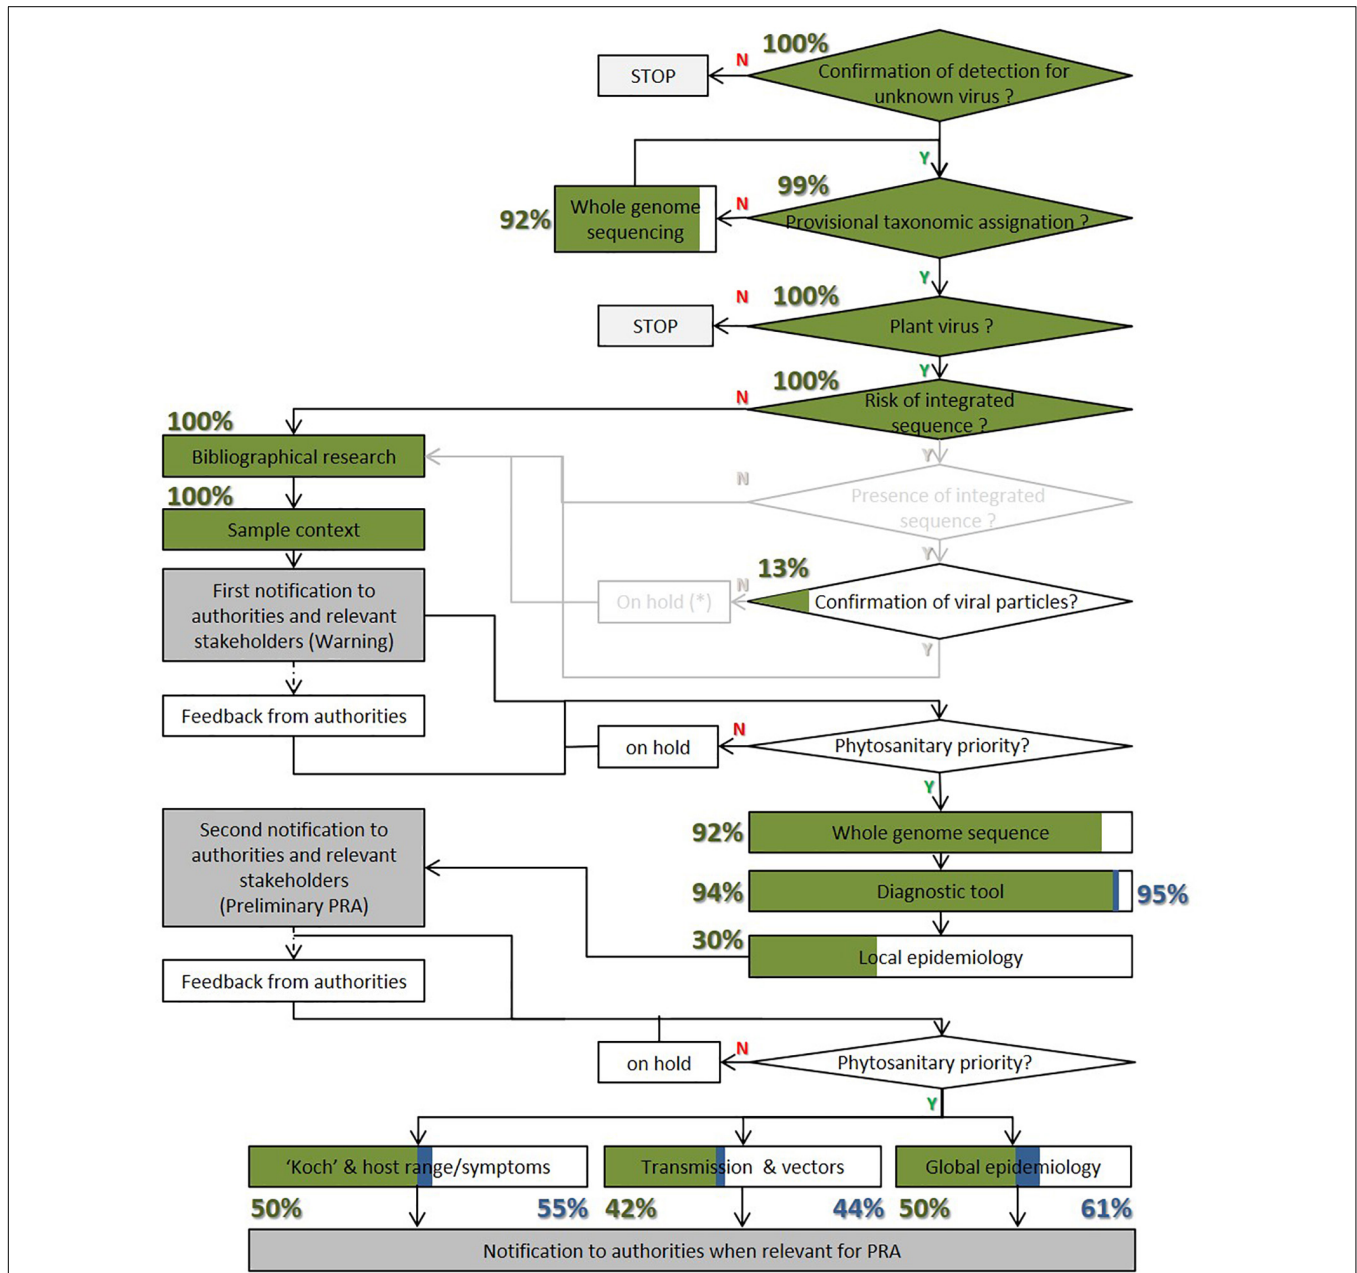 100%
Confirmation of detection for
unknown virus ?
N
STOP
Y
99%
Provisional taxonomic assignation ?
N
92%
Whole genome
sequencing
Y
100%
Plant virus ?
N
STOP
Y
100%
Risk of integrated
sequence ?
N
100%
Bibliographical research
Y
N
Presence of integrated
sequence ?
100%
Sample context
Y
13%
Confirmation of viral particles?
N
On hold (*)
First notification to
authorities and relevant
stakeholders (Warning)
Y
Feedback from authorities
Phytosanitary priority?
N
on hold
Y
92%
Whole genome sequence
Second notification to
authorities and relevant
stakeholders
(Preliminary PRA)
94%
Diagnostic tool
95%
30%
Local epidemiology
Feedback from authorities
Phytosanitary priority?
N
on hold
Y
‘Koch’ & host range/symptoms
Transmission & vectors
Global epidemiology
50%
55%
42%
44%
50%
61%
Notification to authorities when relevant for PRA